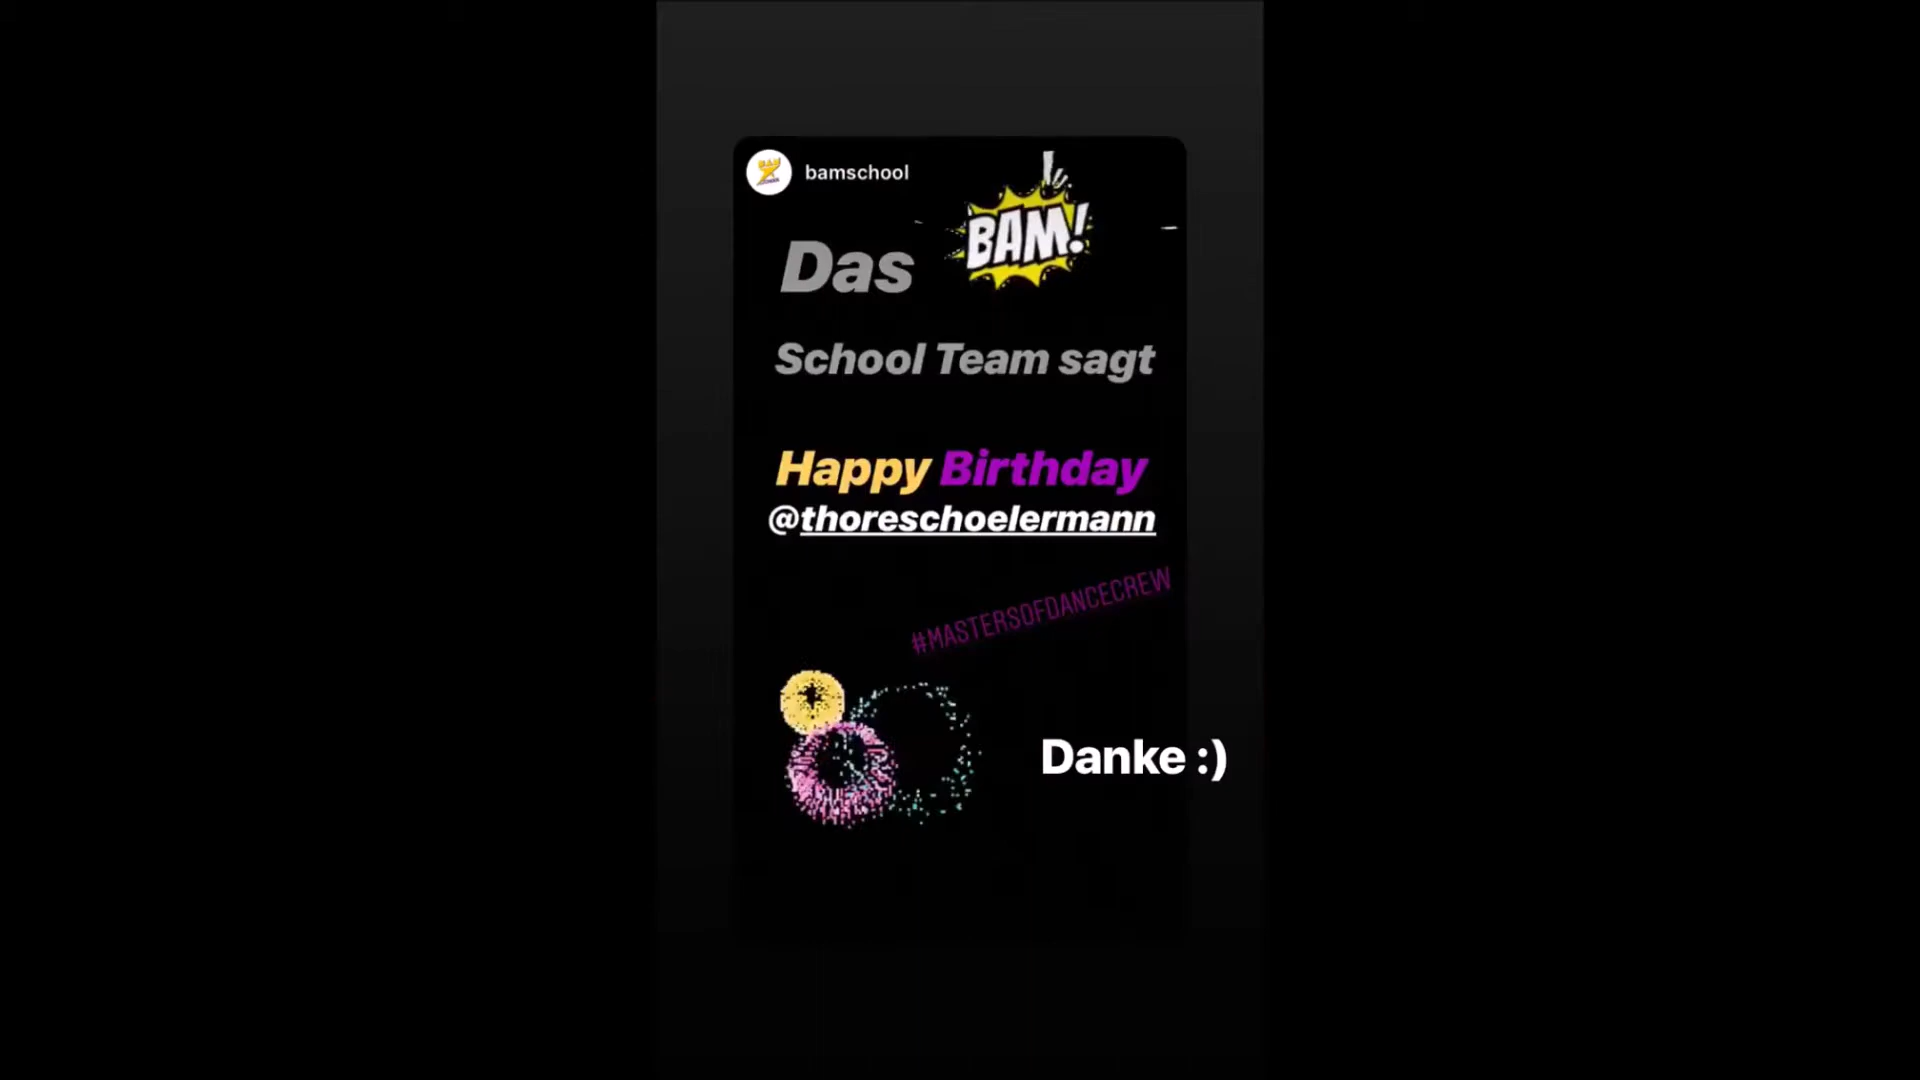 bamschool
BAM!
Das
School Team sagt
Happy Birthday
@thoreschoelermann
#MASTERSOFDANCECREW
Danke :)